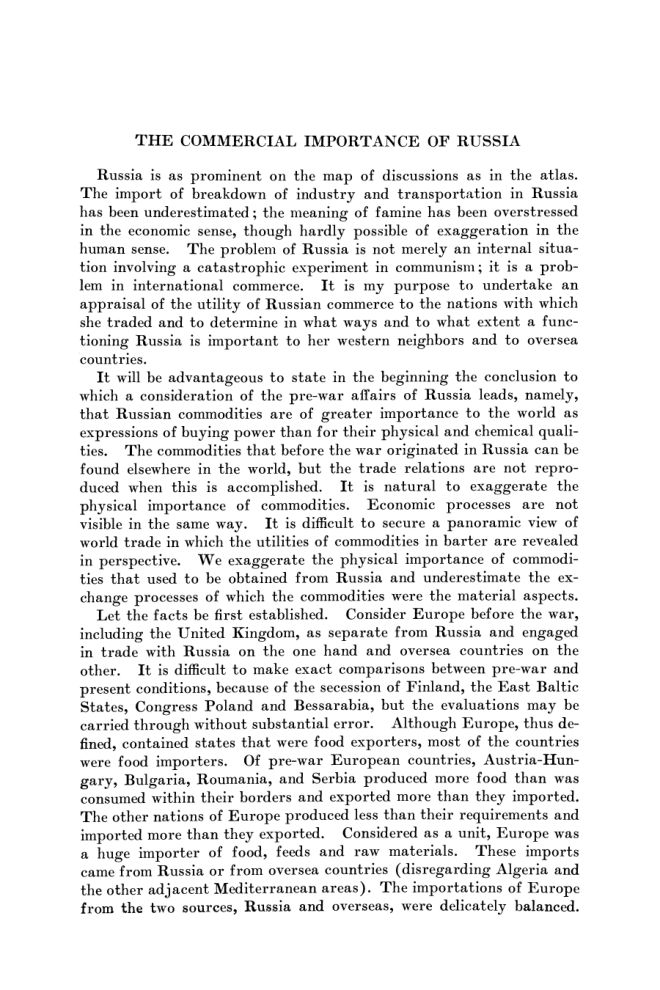 THE COMMERCIAL IMPORTANCE OF RUSSIA
Russia is as prominent on the map of discussions as in the atlas.
The import of breakdown of industry and transportation in Russia
has been underestimated; the meaning of famine has been overstressed
in the economic sense, though hardly possible of exaggeration in the
human sense. The problem of Russia is not merely an internal situa-
tion involving a catastrophic experiment in communism; it is a prob-
lem in international commerce. It is my purpose to undertake an
appraisal of the utility of Russian commerce to the nations with which
she traded and to determine in what ways and to what extent a func-
tioning Russia is important to her western neighbors and to oversea
countries.
It will be advantageous to state in the beginning the conclusion to
which a consideration of the pre-war affairs of Russia leads, namely,
that Russian commodities are of greater importance to the world as
expressions of buying power than for their physical and chemical quali-
ties. The commodities that before the war originated in Russia can be
found elsewhere in the world, but the trade relations are not repro-
duced when this is accomplished. It is natural to exaggerate the
physical importance of commodities. Economic processes are not
visible in the same way. It is difficult to secure a panoramic view of
world trade in which the utilities of commodities in barter are revealed
in perspective. We exaggerate the physical importance of commodi-
ties that used to be obtained from Russia and underestimate the ex-
change processes of which the commodities were the material aspects.
Let the facts be first established. Consider Europe before the war,
including the United Kingdom, as separate from Russia and engaged
in trade with Russia on the one hand and oversea countries on the
other. It is difficult to make exact comparisons between pre-war and
present conditions, because of the secession of Finland, the East Baltic
States, Congress Poland and Bessarabia, but the evaluations may be
carried through without substantial error. Although Europe, thus de-
fined, contained states that were food exporters, most of the countries
were food importers. Of pre-war European countries, Austria-Hun-
gary, Bulgaria, Roumania, and Serbia produced more food than was
consumed within their borders and exported more than they imported.
The other nations of Europe produced less than their requirements and
imported more than they exported. Considered as a unit, Europe was
a huge importer of food, feeds and raw materials. These imports
came from Russia or from oversea countries (disregarding Algeria and
the other adjacent Mediterranean areas). The importations of Europe
from the two sources, Russia and overseas, were delicately balanced.